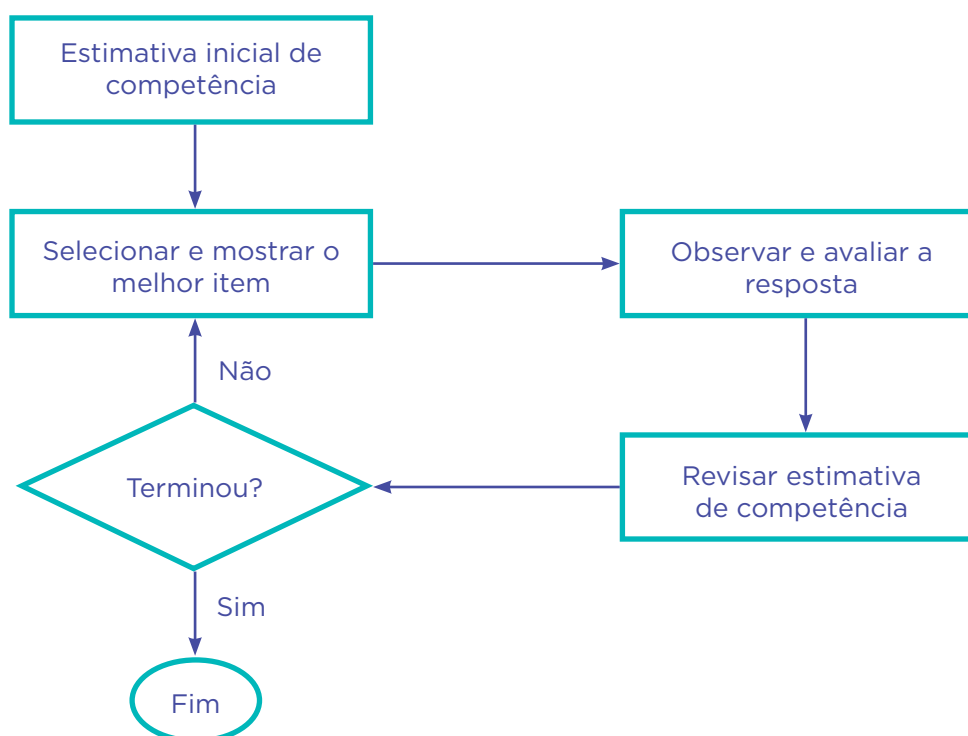 Estimativa inicial de
competência
Selecionar e mostrar o
melhor item
Observar e avaliar a
resposta
Não
Terminou?
Revisar estimativa
de competência
Sim
Fim